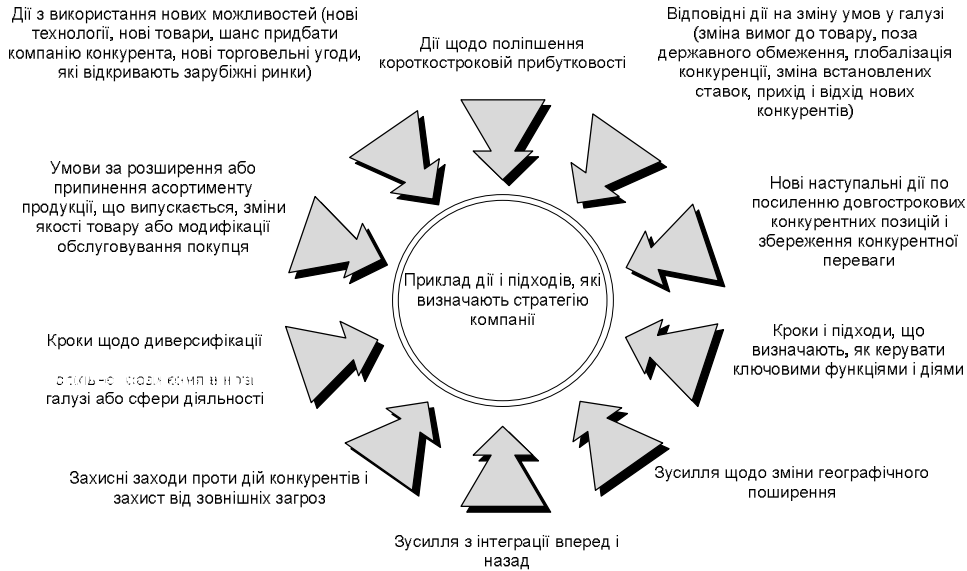 Дії з використання нових можливостей (нові
технології, нові товари, шанс придбати
компанію конкурента, нові торговельні угоди,
які відкривають зарубіжні ринки)
Дії щодо поліпшення
короткостроковій прибутковості
Відповідні дії на зміну умов у галузі
(зміна вимог до товару, поза
державного обмеження, глобалізація
конкуренції, зміна встановлених
ставок, прихід і відхід нових
конкурентів)
Умови за розширення або
припинення асортименту
продукції, що випускається, зміни
якості товару або модифікації
обслуговування покупця
Нові наступальні дії по
посиленню довгострокових
конкурентних позицій і
збереження конкурентної
переваги
Приклад дії і підходів, які
визначають стратегію
компанії
Кроки щодо диверсифікації
галузі або сфери діяльності
Кроки і підходи, що
визначають, як керувати
ключовими функціями і діями
Захисні заходи проти дій конкурентів і
захист від зовнішніх загроз
Зусилля щодо зміни географічного
поширення
Зусилля з інтеграції вперед і
назад